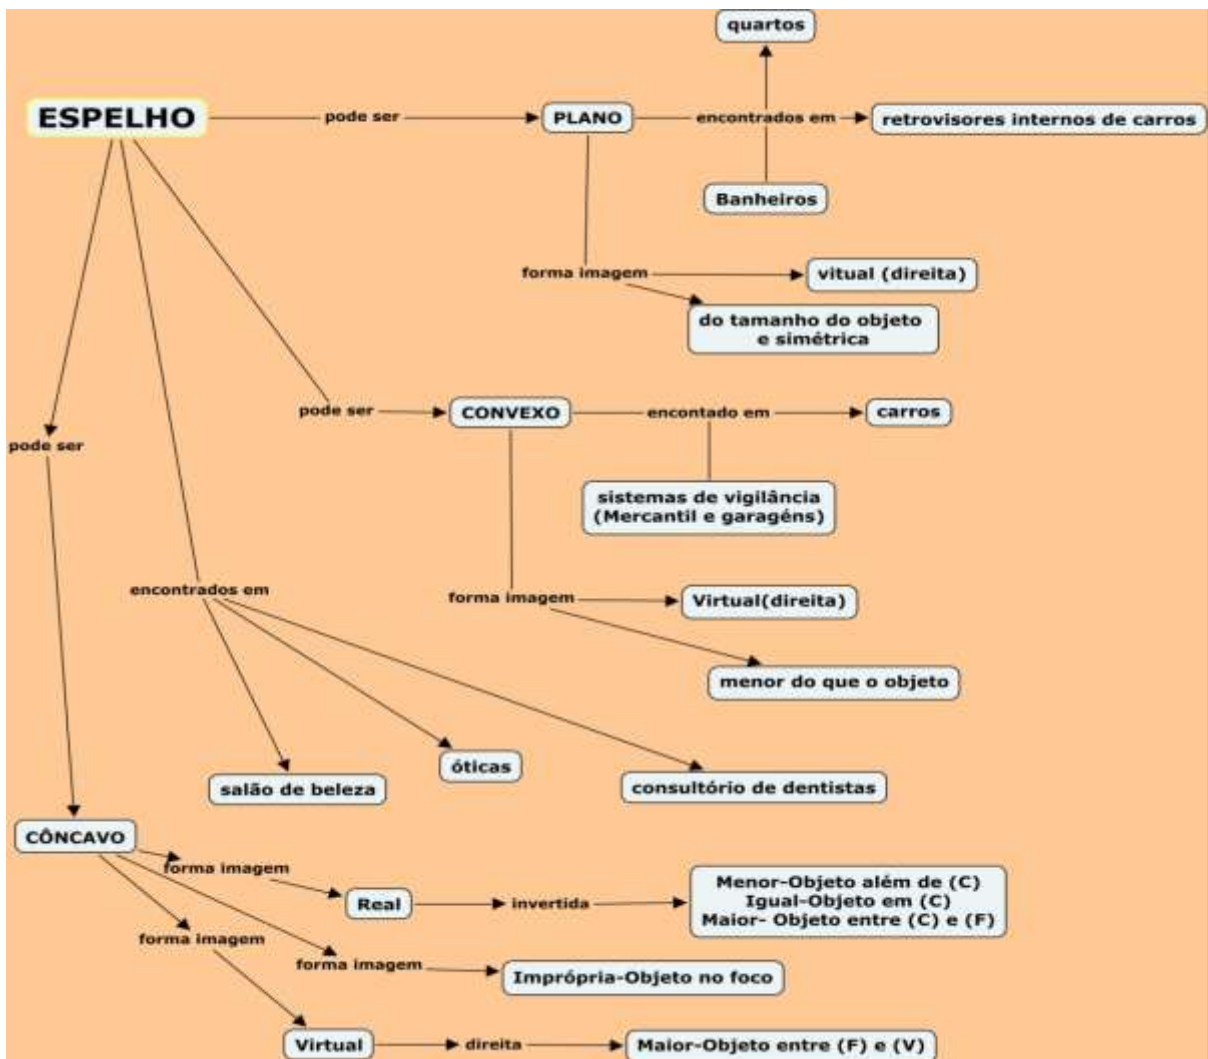 quartos
ESPELHO
pode ser
PLANO
encontrados em
retrovisores internos de carros
Banheiros
forma imagem
vitual (direita)
do tamanho do objeto
e simétrica
pode ser
CONVEXO
encontado em
carros
pode ser
sistemas de vigilância
(Mercantil e garagéns)
encontrados em
forma imagem
Virtual(direita)
menor do que o objeto
óticas
salão de beleza
consultório de dentistas
CÔNCAVO
forma imagem
Real
invertida
Menor-Objeto além de (C)
Igual-Objeto em (C)
Maior- Objeto entre (C) e (F)
forma imagem
forma imagem
Imprópria-Objeto no foco
Virtual
direita
Maior-Objeto entre (F) e (V)